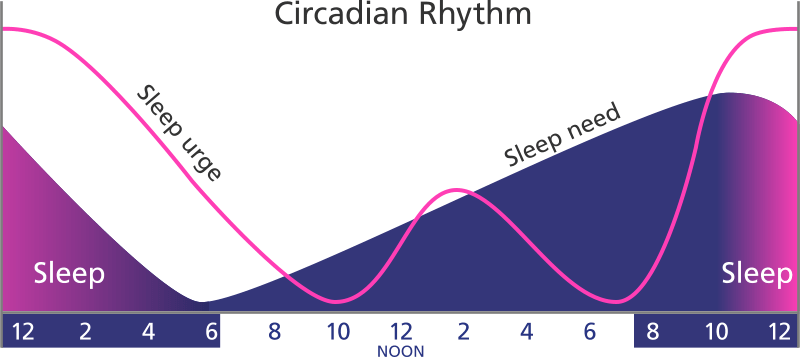 Circadian Rhythm
Sleep urge
Sleep need
Sleep
Sleep
12 2 4 6 8 10 12 2 4 6 8 10 12
NOON